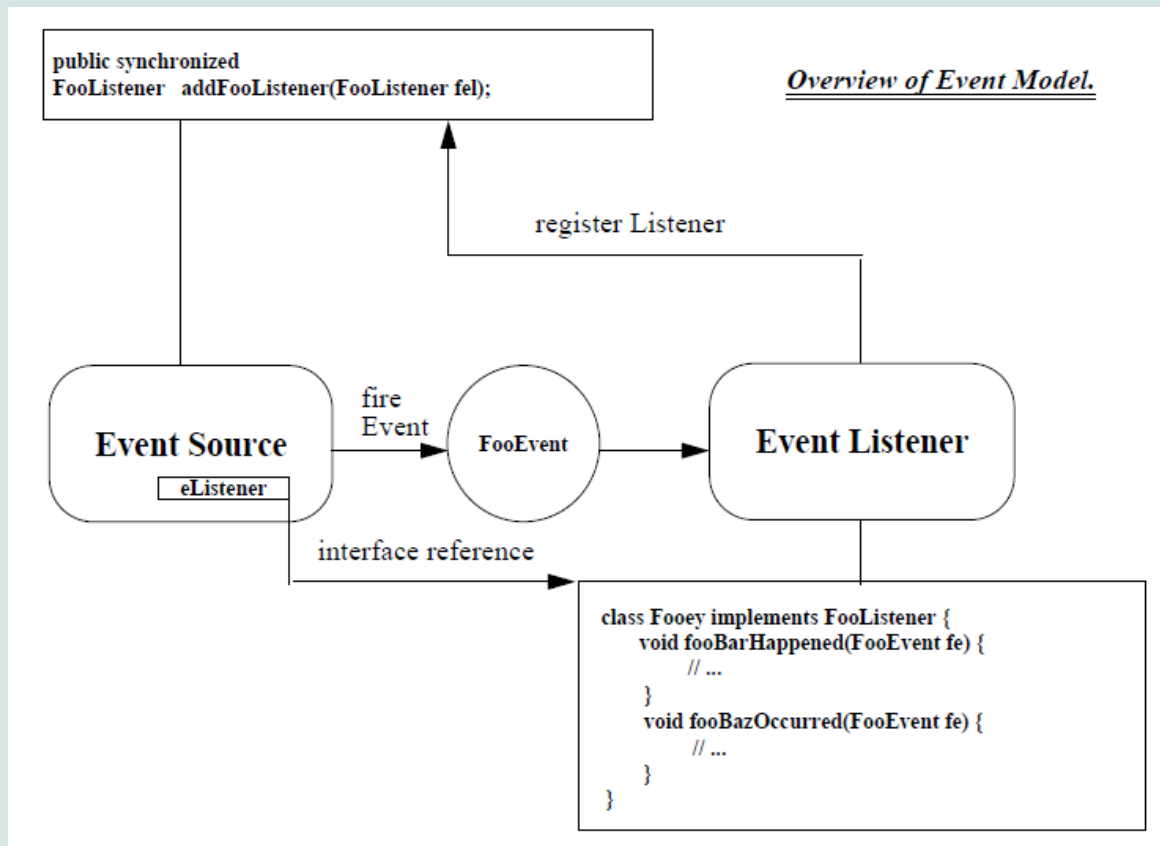 public synchronized
FooListener addFooListener(FooListener fel);
Overview of Event Model.
register Listener
fire
Event
Event Source
eListener
FooEvent
Event Listener
interface reference
class Fooey implements FooListener {
void fooBarHappened(FooEvent fe) {
// ...
}
void fooBazOccurred(FooEvent fe) {
// ...
}
}